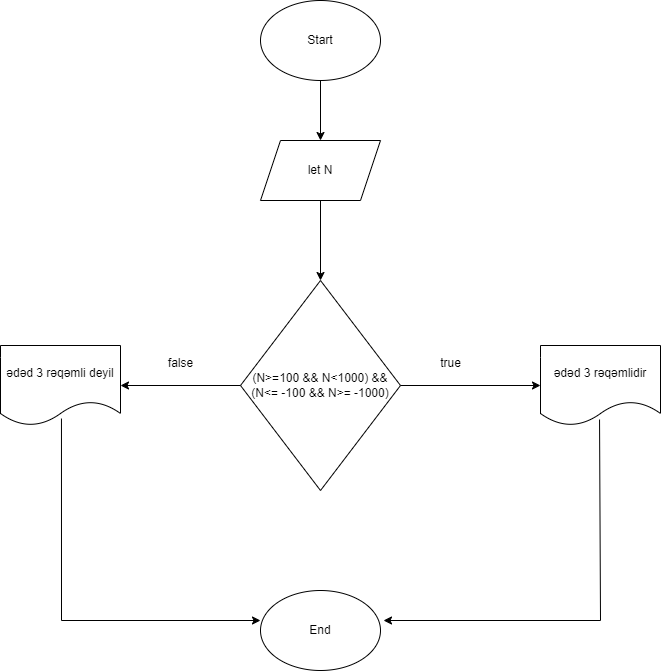 Start
let N
false
true
ədəd 3 rəqəmli deyil
(N>=100 && N<1000) &&
(N<= -100 && N>= -1000)
ədəd 3 rəqəmlidir
End